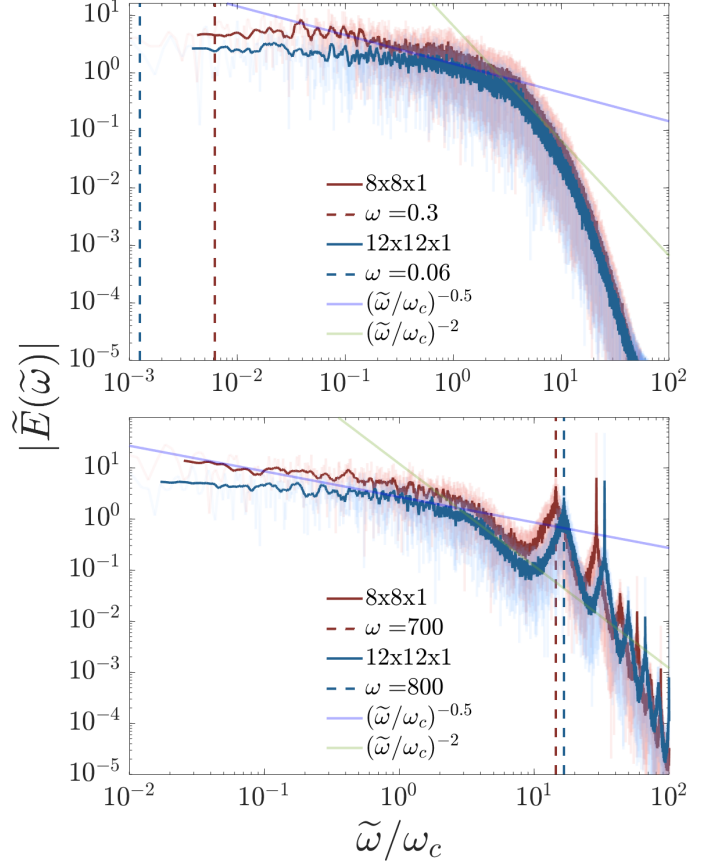 |Ẽ(ω̃)|
10^1
10^0
10^{-1}
10^{-2}
10^{-3}
10^{-4}
10^{-5}
8x8x1
ω =0.3
12x12x1
ω =0.06
(ω̃/ω_c)^{-0.5}
(ω̃/ω_c)^{-2}
10^{-3} 10^{-2} 10^{-1} 10^0 10^1 10^2
10^1
10^0
10^{-1}
10^{-2}
10^{-3}
10^{-4}
10^{-5}
8x8x1
ω =700
12x12x1
ω =800
(ω̃/ω_c)^{-0.5}
(ω̃/ω_c)^{-2}
10^{-2} 10^{-1} 10^0 10^1 10^2
ω̃/ω_c